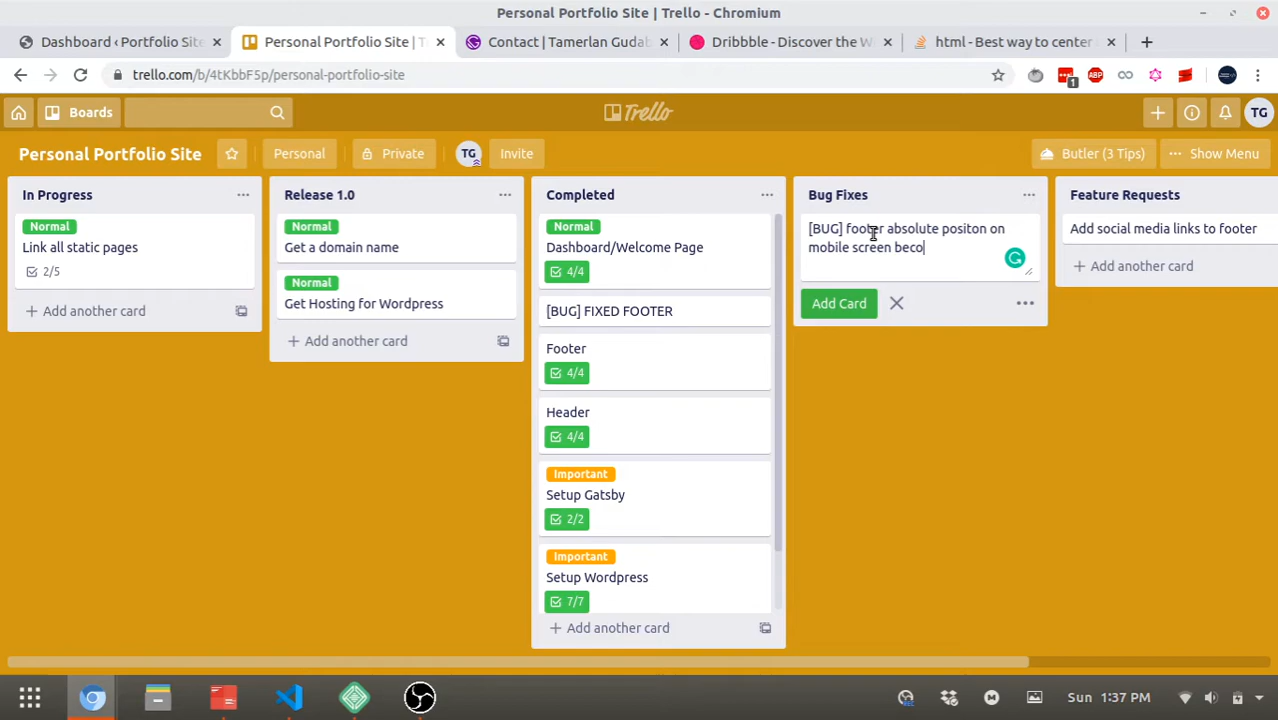 Personal Portfolio Site | Trello - Chromium
Dashboard ‹ Portfolio Site
Personal Portfolio Site | T
Contact | Tamerlan Gudab
Dribbble - Discover the W
html - Best way to center
trello.com/b/4tKbbF5p/personal-portfolio-site
1
ABP
Boards
Trello
TG
Personal Portfolio Site
Personal
Private
TG
Invite
Butler (3 Tips)
Show Menu
In Progress
Normal
Link all static pages
2/5
Add another card
Release 1.0
Normal
Get a domain name
Normal
Get Hosting for Wordpress
Add another card
Completed
Normal
Dashboard/Welcome Page
4/4
[BUG] FIXED FOOTER
Footer
4/4
Header
4/4
Important
Setup Gatsby
2/2
Important
Setup Wordpress
7/7
Add another card
Bug Fixes
[BUG] footer absolute positon on
mobile screen beco
Add Card
Feature Requests
Add social media links to footer
Add another card
Sun 1:37 PM